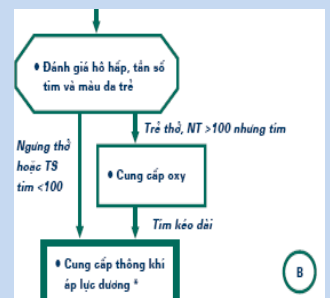 • Đánh giá hô hấp, tần số
tim và màu da trẻ
Trẻ thở, NT >100 nhưng tím
Ngưng thở
hoặc TS
tim <100
• Cung cấp oxy
Tím kéo dài
• Cung cấp thông khí
áp lực dương *
B